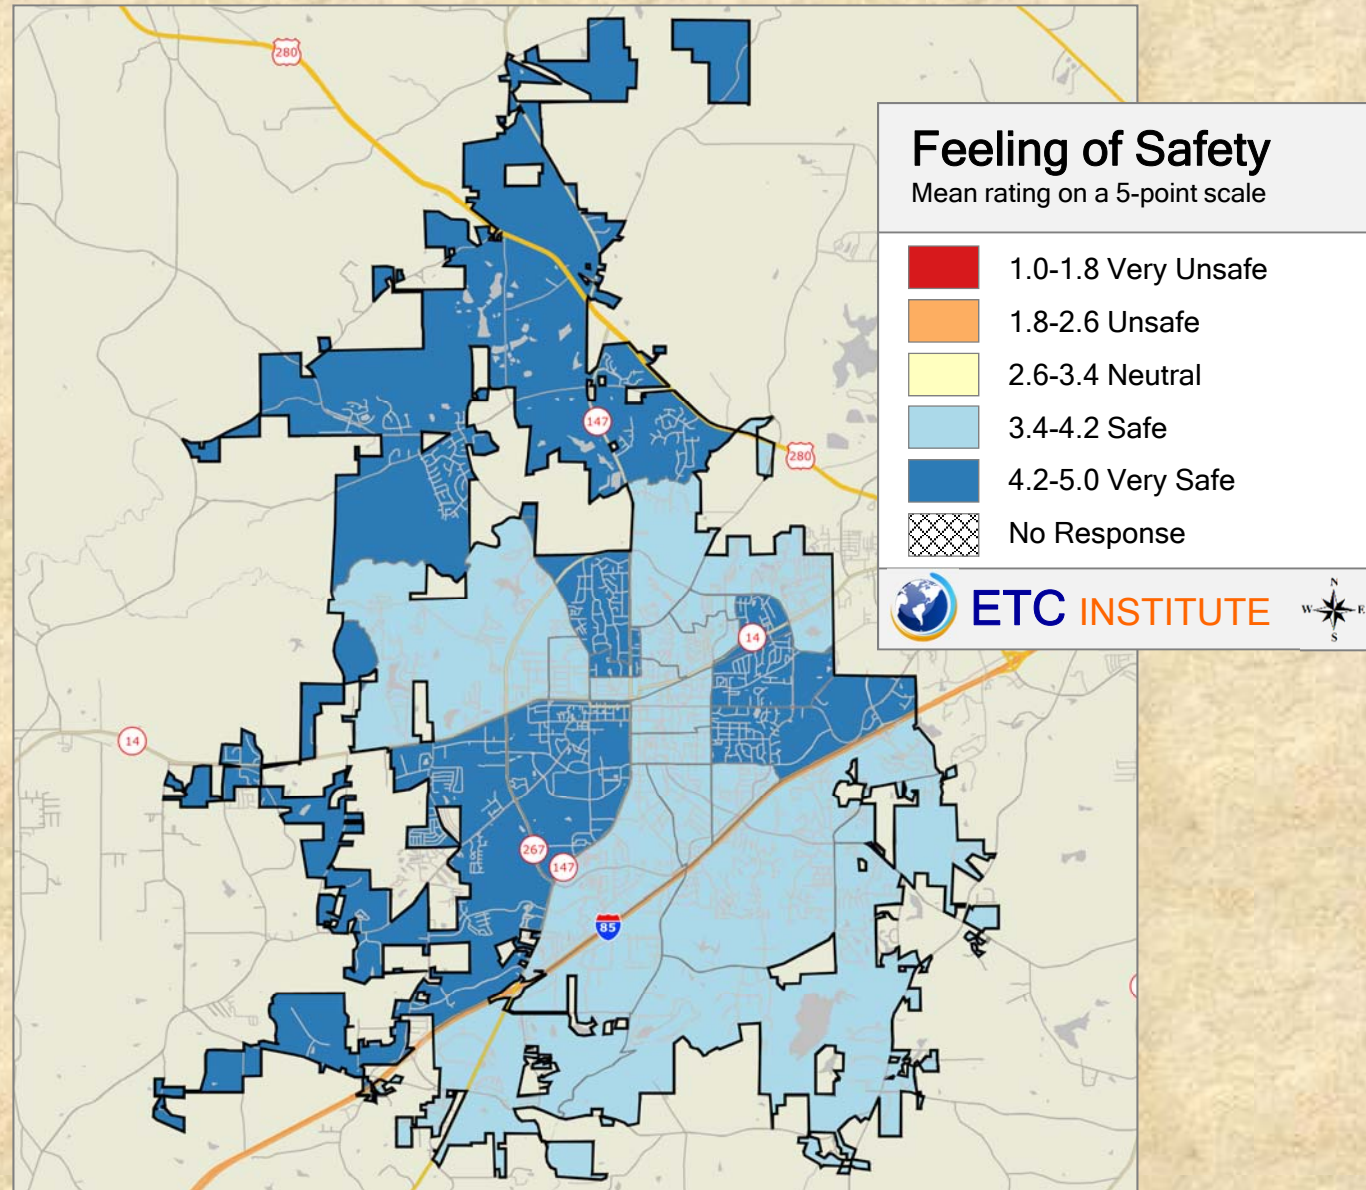 280
Feeling of Safety
Mean rating on a 5-point scale
1.0-1.8 Very Unsafe
1.8-2.6 Unsafe
2.6-3.4 Neutral
3.4-4.2 Safe
4.2-5.0 Very Safe
No Response
ETC INSTITUTE
N
W E
S
147
280
14
14
267
147
85